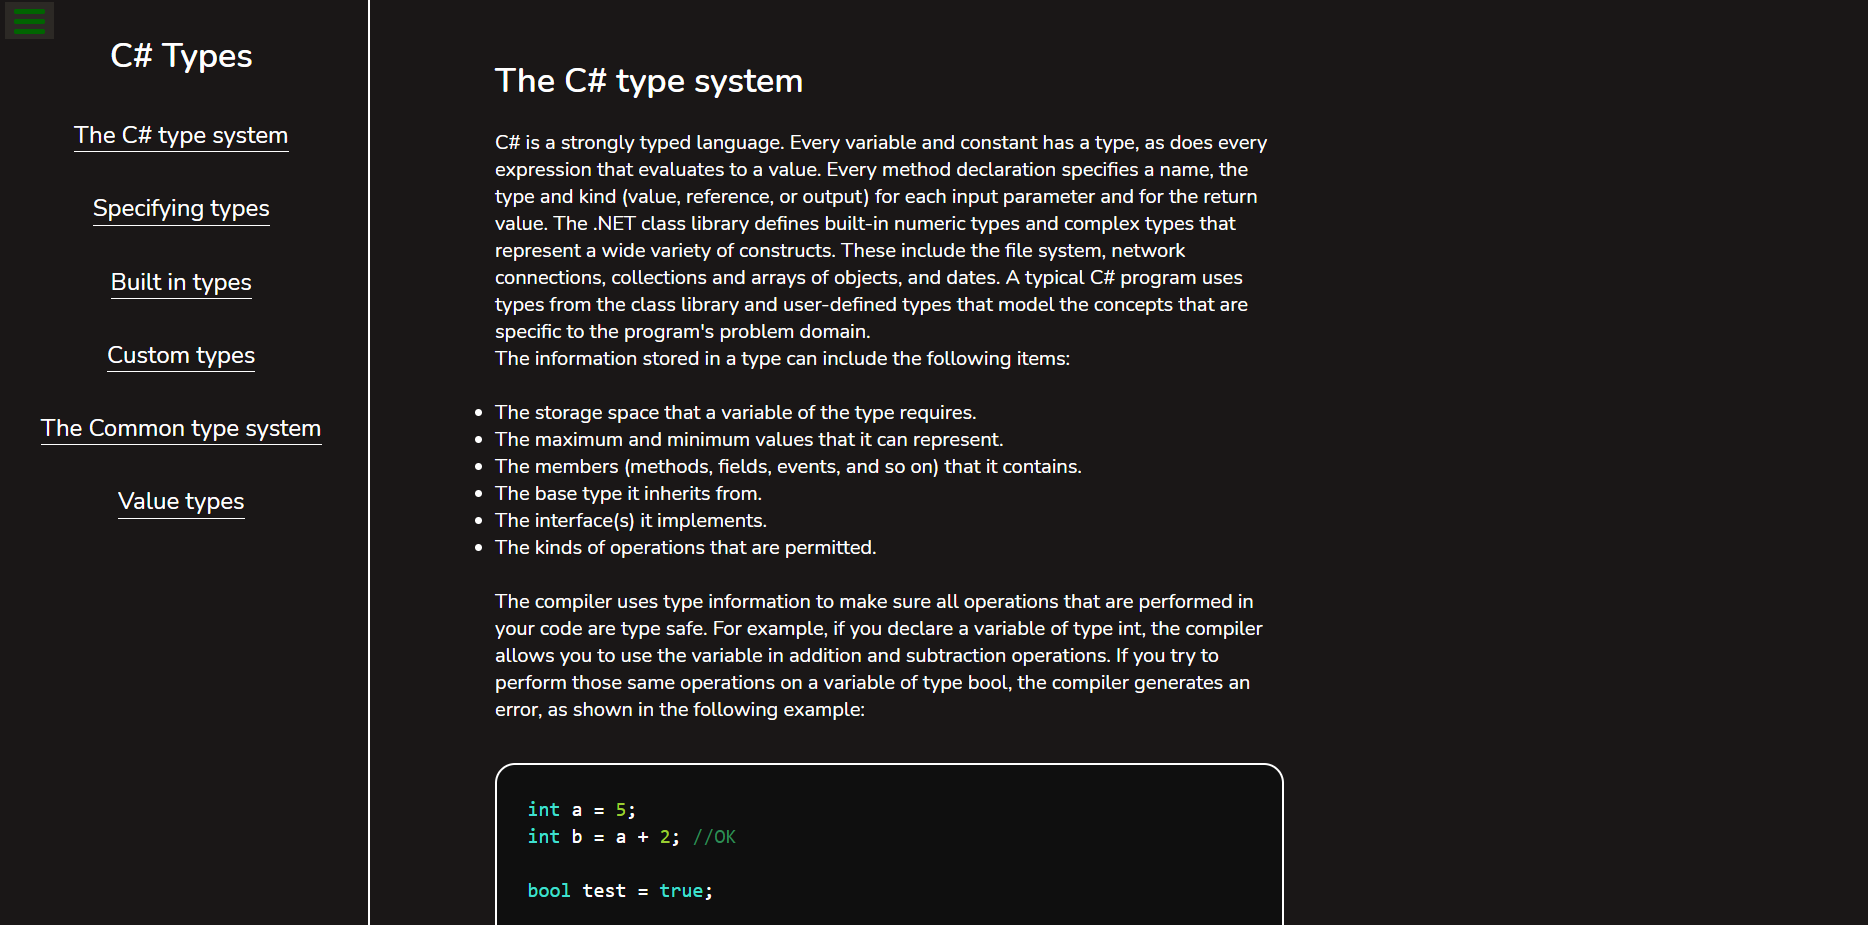 C# Types
The C# type system
Specifying types
Built in types
Custom types
The Common type system
Value types
The C# type system
C# is a strongly typed language. Every variable and constant has a type, as does every
expression that evaluates to a value. Every method declaration specifies a name, the
type and kind (value, reference, or output) for each input parameter and for the return
value. The .NET class library defines built-in numeric types and complex types that
represent a wide variety of constructs. These include the file system, network
connections, collections and arrays of objects, and dates. A typical C# program uses
types from the class library and user-defined types that model the concepts that are
specific to the program's problem domain.
The information stored in a type can include the following items:
• The storage space that a variable of the type requires.
• The maximum and minimum values that it can represent.
• The members (methods, fields, events, and so on) that it contains.
• The base type it inherits from.
• The interface(s) it implements.
• The kinds of operations that are permitted.
The compiler uses type information to make sure all operations that are performed in
your code are type safe. For example, if you declare a variable of type int, the compiler
allows you to use the variable in addition and subtraction operations. If you try to
perform those same operations on a variable of type bool, the compiler generates an
error, as shown in the following example:
int a = 5;
int b = a + 2; //OK
bool test = true;